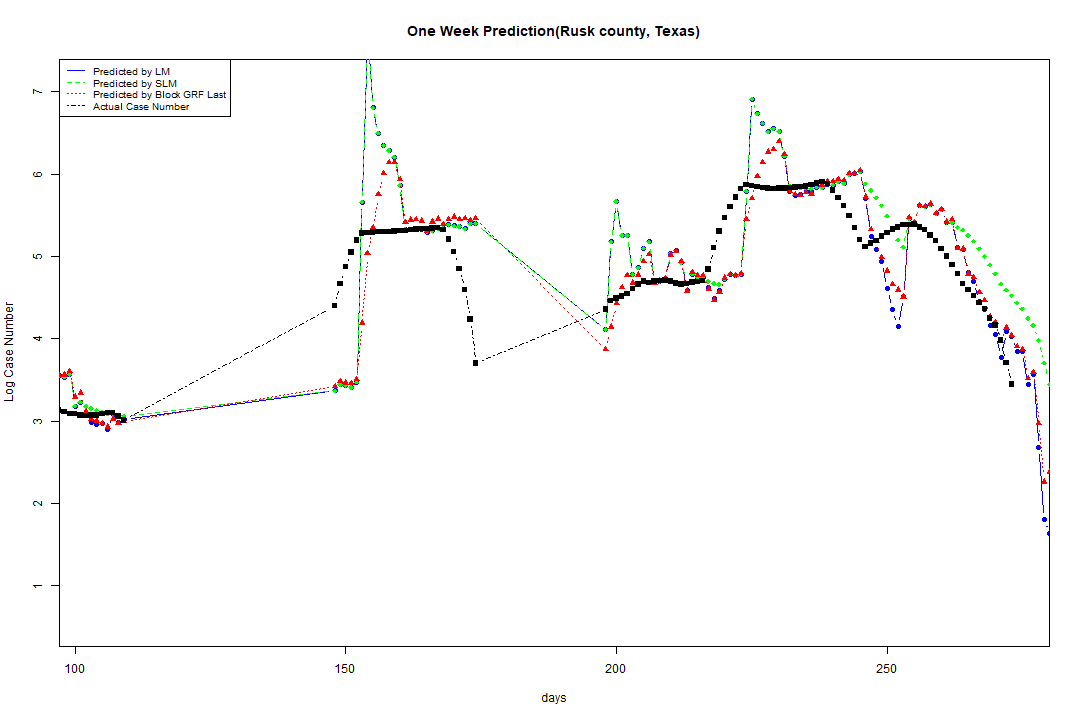 One Week Prediction(Rusk county, Texas)
Predicted by LM
Predicted by SLM
Predicted by Block GRF Last
Actual Case Number
7
6
5
4
3
2
1
Log Case Number
100 150 200 250
days